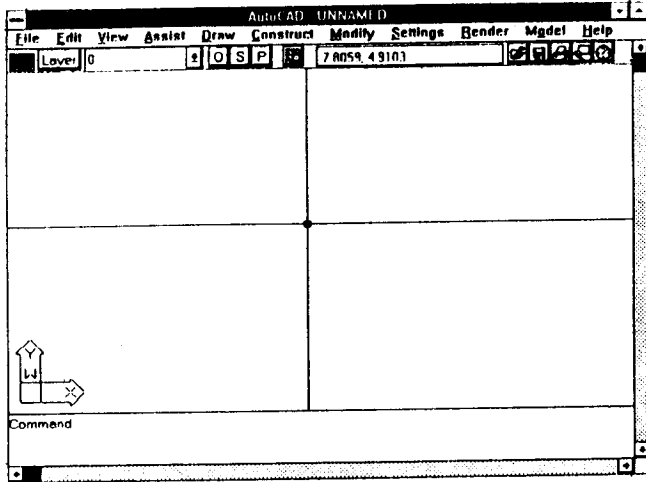 AutoCAD - UNNAMED
File Edit View Assist Draw Construct Modify Settings Render Model Help
Layer 0 O S P 7.8059, 4.9103
Y
W
X
Command